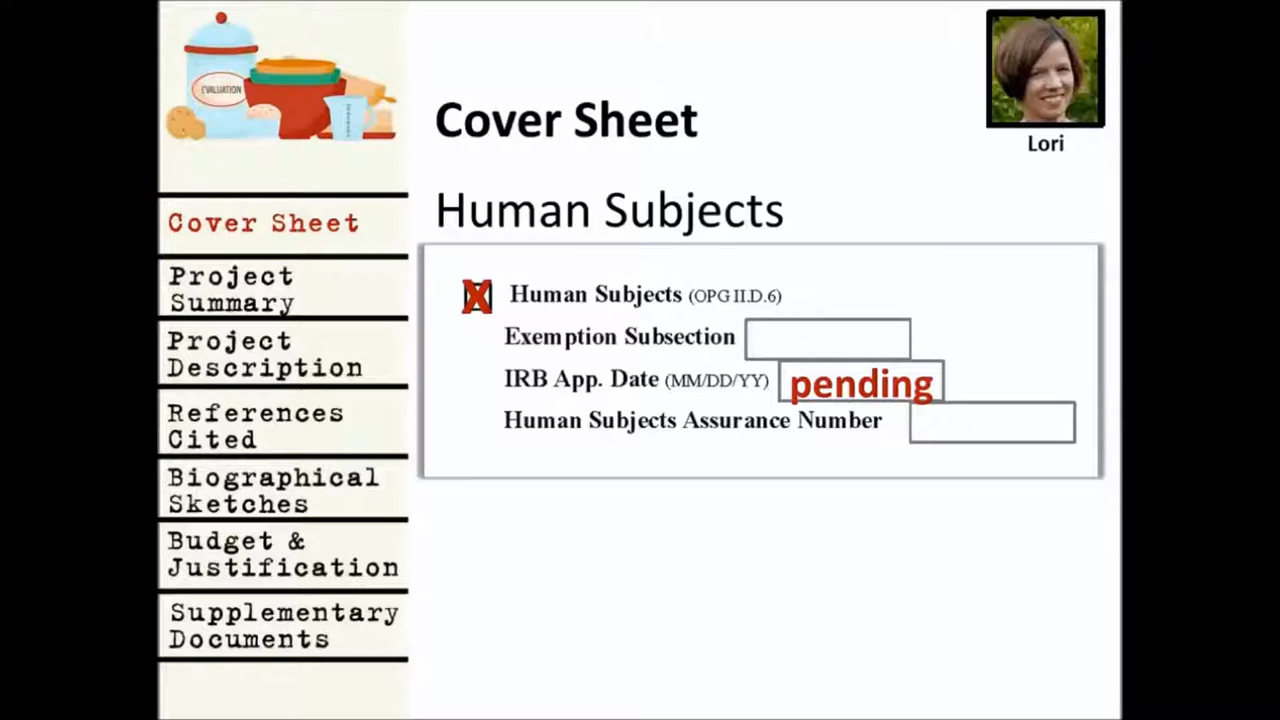 EVALUATION
Cover Sheet
Lori
Human Subjects
Cover Sheet
Project
Summary
Project
Description
References
Cited
Biographical
Sketches
Budget &
Justification
Supplementary
Documents
X Human Subjects (OPG II.D.6)
Exemption Subsection
IRB App. Date (MM/DD/YY) pending
Human Subjects Assurance Number